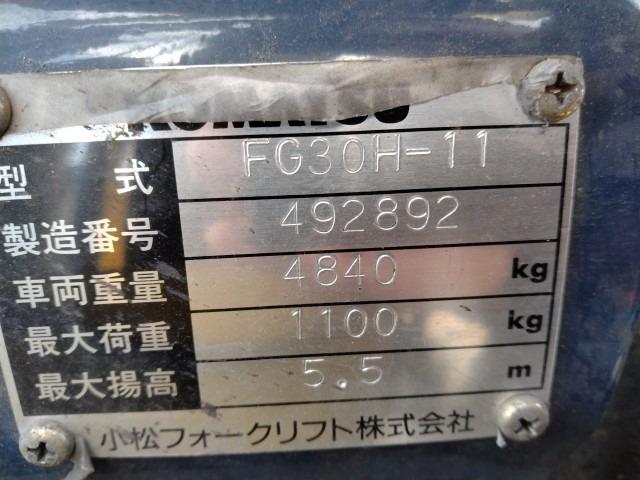 KOMATSU
型式 FG30H-11
製造番号 492892
車両重量 4840 kg
最大荷重 1100 kg
最大揚高 5.5 m
小松フォークリフト株式会社